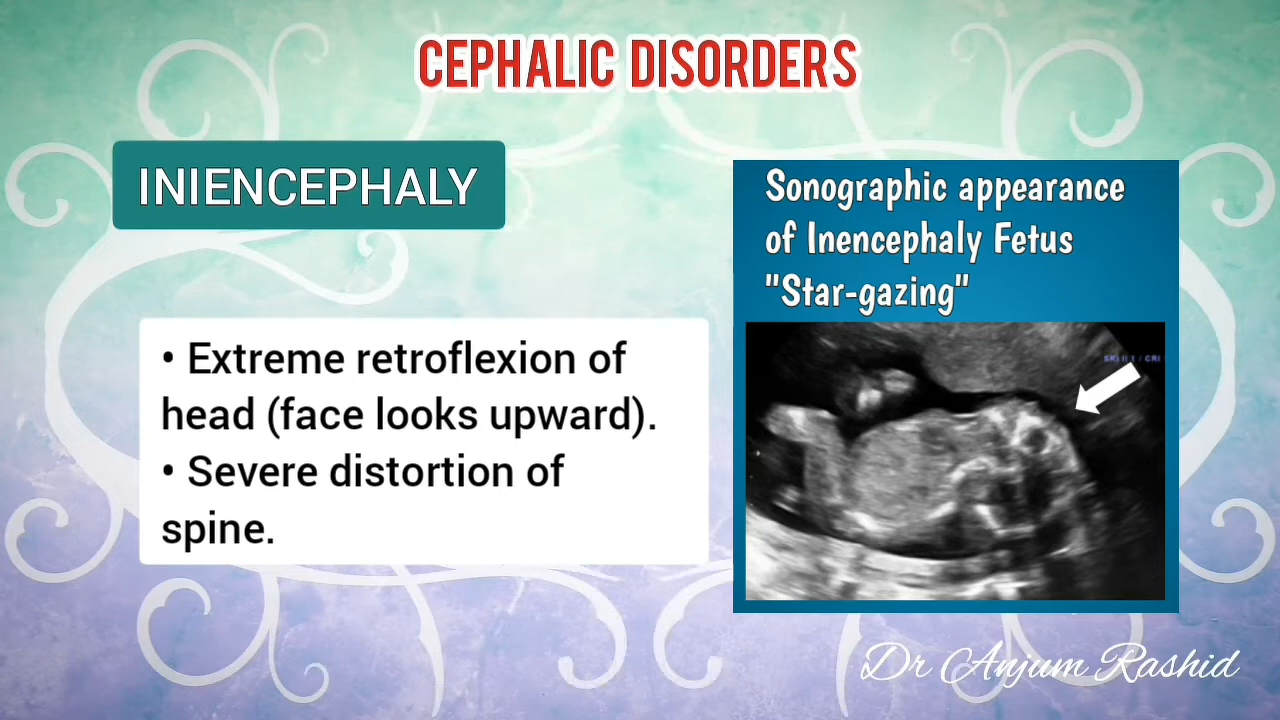 CEPHALIC DISORDERS
INIENCEPHALY
• Extreme retroflexion of
head (face looks upward).
• Severe distortion of
spine.
Sonographic appearance
of Inencephaly Fetus
"Star-gazing"
Dr Anjum Rashid